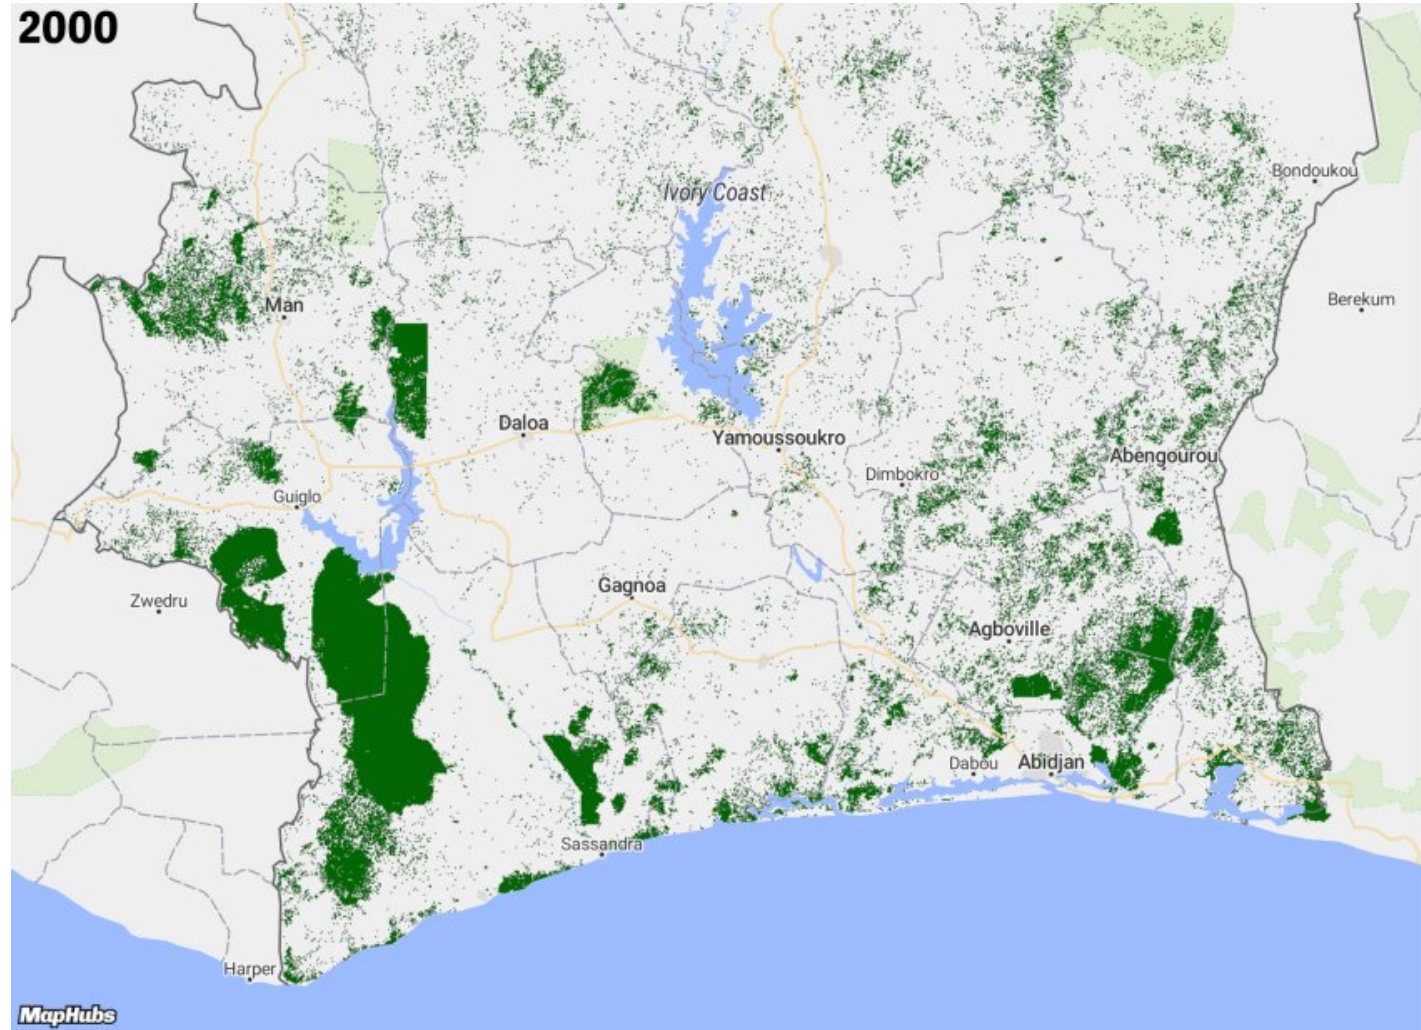 2000
Ivory Coast
Bondoukou
Man
Berekum
Daloa
Yamoussoukro
Abengourou
Dimbokro
Guiglo
Gagnoa
Zwedru
Agboville
Dabou
Abidjan
Sassandra
Harper
MapHubs